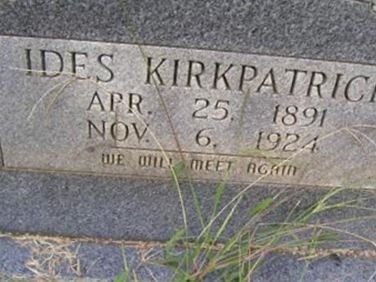 IDES KIRKPATRICK
APR. 25. 1891
NOV. 6. 1924
WE WILL MEET AGAIN